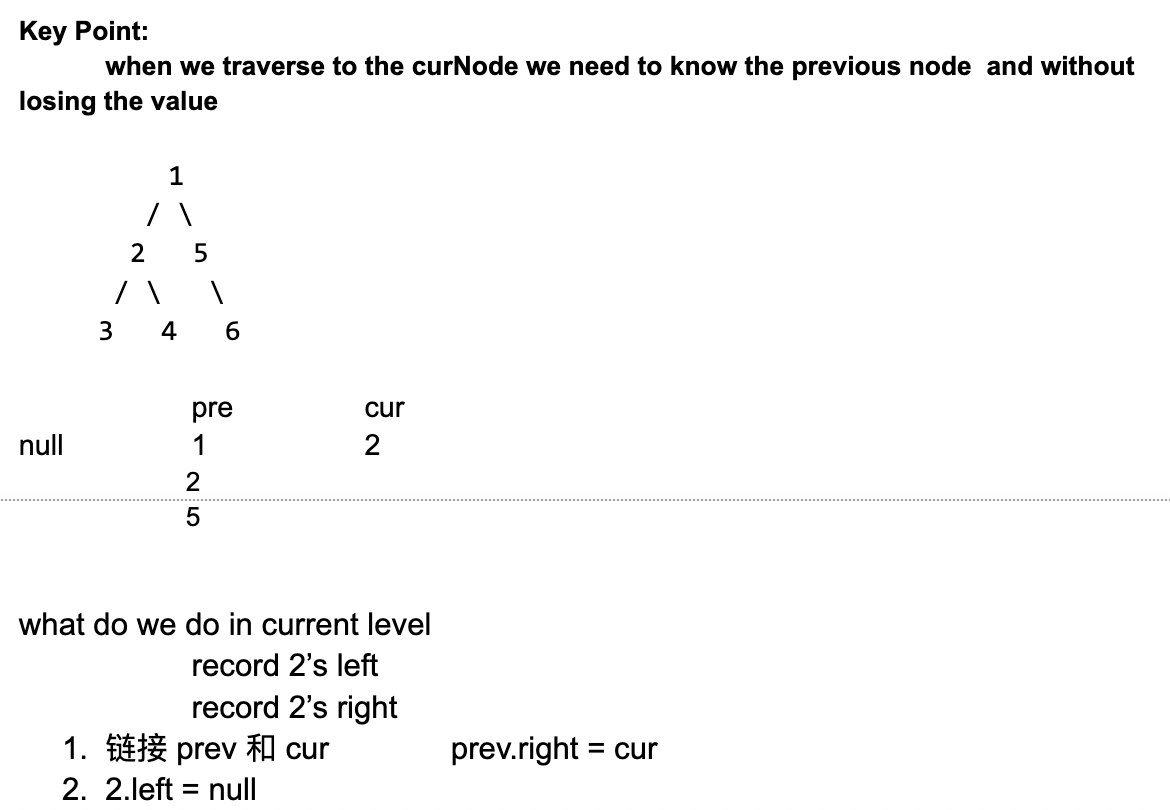 Key Point:
when we traverse to the curNode we need to know the previous node  and without
losing the value
1
/ \
2   5
/ \   \
3   4   6
pre cur
null 1 2
2
5
what do we do in current level
record 2’s left
record 2’s right
1. 链接 prev 和 cur prev.right = cur
2. 2.left = null